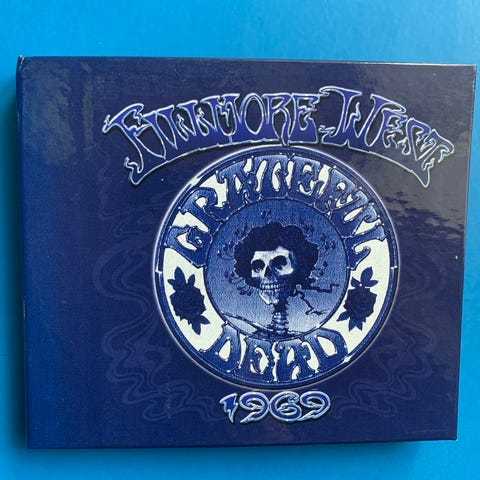 FILLMORE WEST
GRATEFUL
DEAD
1969